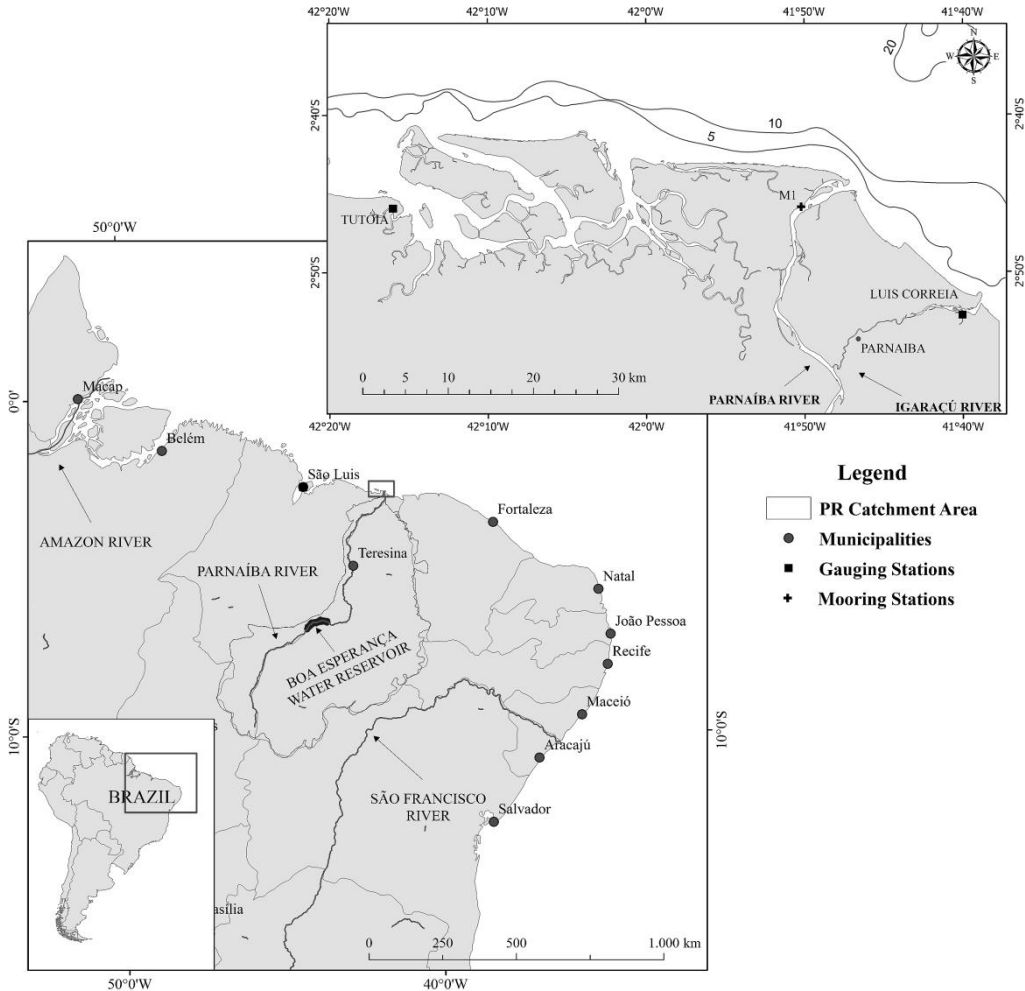 42°20'W 42°10'W 42°0'W 41°50'W 41°40'W
20
N
W E
S
2°40'S 2°40'S
10
5
M1
TUTÓIA
2°50'S 2°50'S
LUIS CORREIA
PARNAIBA
0 5 10 20 30 km
PARNAÍBA RIVER
IGARAÇÚ RIVER
42°20'W 42°10'W 42°0'W 41°50'W 41°40'W
50°0'W
0°0'
Macap
Belém
São Luis
Fortaleza
AMAZON RIVER
Teresina
PARNAÍBA RIVER
Natal
João Pessoa
BOA ESPERANÇA
WATER RESERVOIR
Recife
Maceió
s
10°0'S 10°0'S
Aracajú
BRAZIL
SÃO FRANCISCO
RIVER
Salvador
asília
0 250 500 1.000 km
50°0'W 40°0'W
Legend
PR Catchment Area
Municipalities
Gauging Stations
Mooring Stations